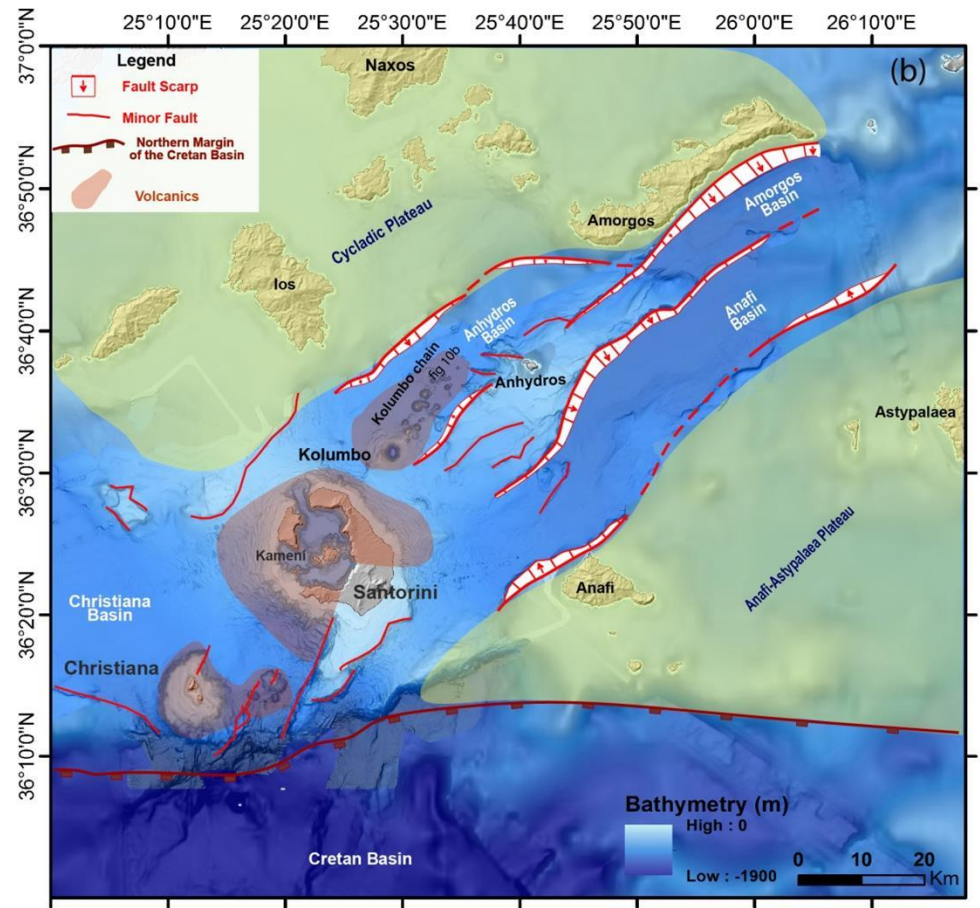 25°10'0"E
25°20'0"E
25°30'0"E
25°40'0"E
25°50'0"E
26°0'0"E
26°10'0"E
37°0'0"N
36°50'0"N
36°40'0"N
36°30'0"N
36°20'0"N
36°10'0"N
(b)
Legend
Fault Scarp
Minor Fault
Northern Margin
of the Cretan Basin
Volcanics
Naxos
Cycladic Plateau
Amorgos
Amorgos
Basin
Ios
Anhydros
Basin
Anafi
Basin
Kolumbo chain
fig 10b
Anhydros
Astypalaea
Kolumbo
Kameni
Santorini
Anafi
Anafi-Astypalaea Plateau
Christiana
Basin
Christiana
Cretan Basin
Bathymetry (m)
High : 0
Low : -1900
0 10 20
Km